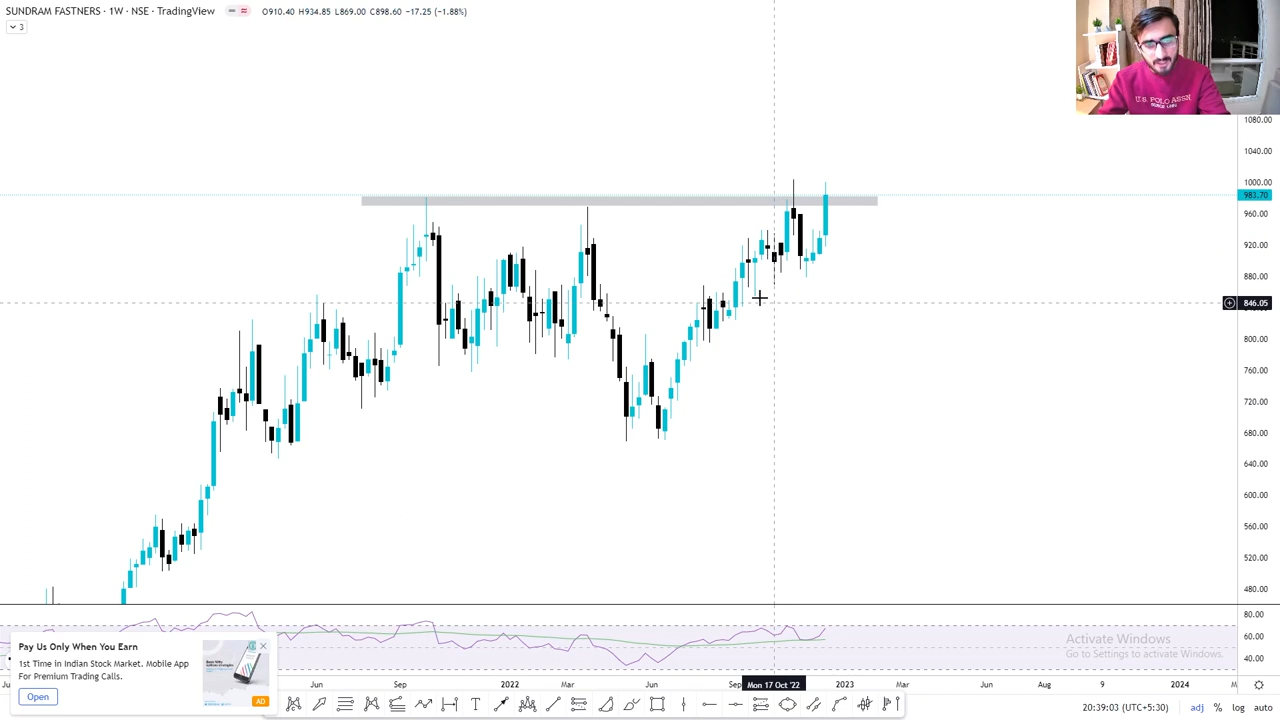 SUNDRAM FASTNERS · 1W · NSE · TradingView
O910.40 H934.85 L869.00 C898.60 −17.25 (−1.88%)
3
U.S. POLO ASSN
1080.00
1040.00
1000.00
983.70
960.00
920.00
880.00
846.05
800.00
760.00
720.00
680.00
640.00
600.00
560.00
520.00
480.00
80.00
60.00
40.00
Activate Windows
Go to Settings to activate Windows.
Pay Us Only When You Earn
1st Time in Indian Stock Market. Mobile App
For Premium Trading Calls.
Open
AD
Jun
Sep
2022
Mar
Jun
Sep
Mon 17 Oct '22
2023
Mar
Jun
Aug
9
2024
20:39:03 (UTC+5:30)
adj
%
log
auto